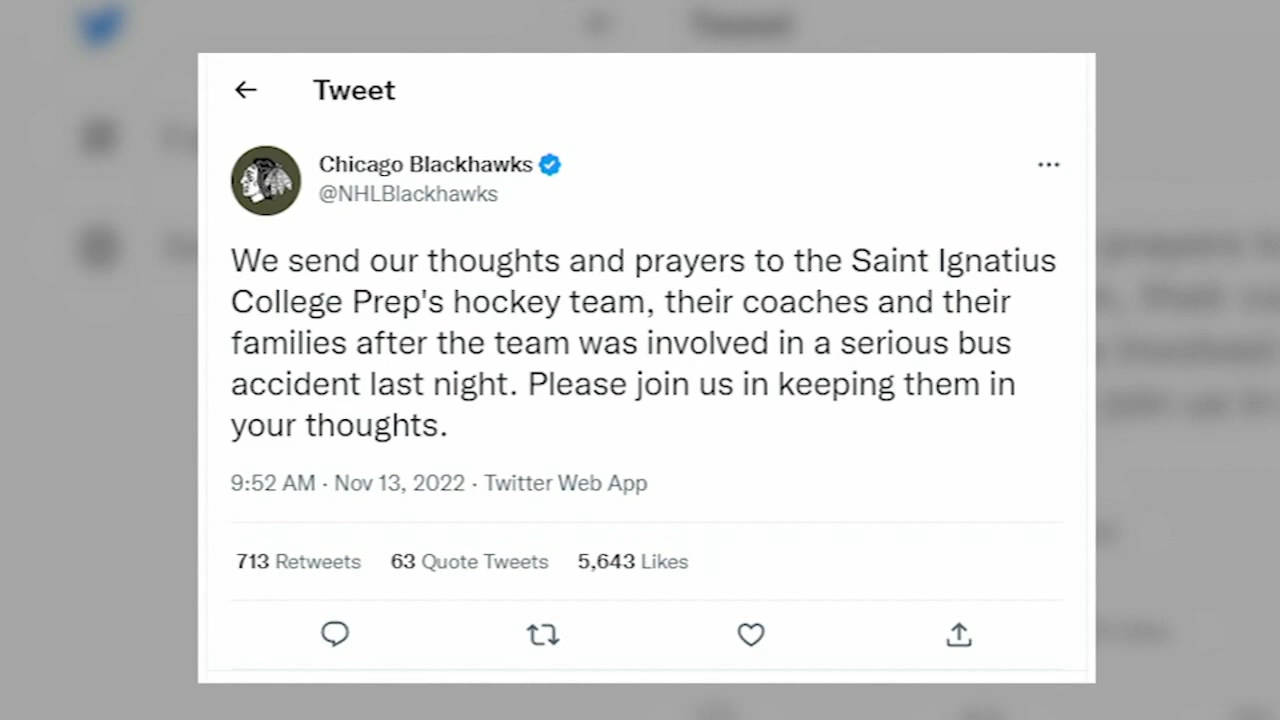 Tweet
Chicago Blackhawks
@NHLBlackhawks
We send our thoughts and prayers to the Saint Ignatius
College Prep's hockey team, their coaches and their
families after the team was involved in a serious bus
accident last night. Please join us in keeping them in
your thoughts.
9:52 AM · Nov 13, 2022 · Twitter Web App
713 Retweets 63 Quote Tweets 5,643 Likes